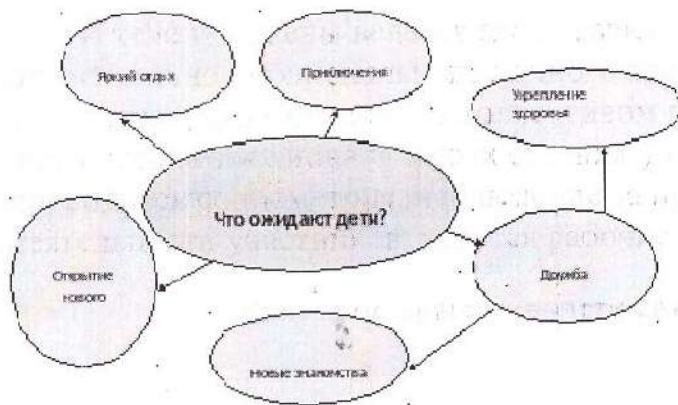 Яркий отдых
Приключения
Укрепление
здоровья
Что ожидают дети?
Открытие
нового
Дружба
Новые знакомства